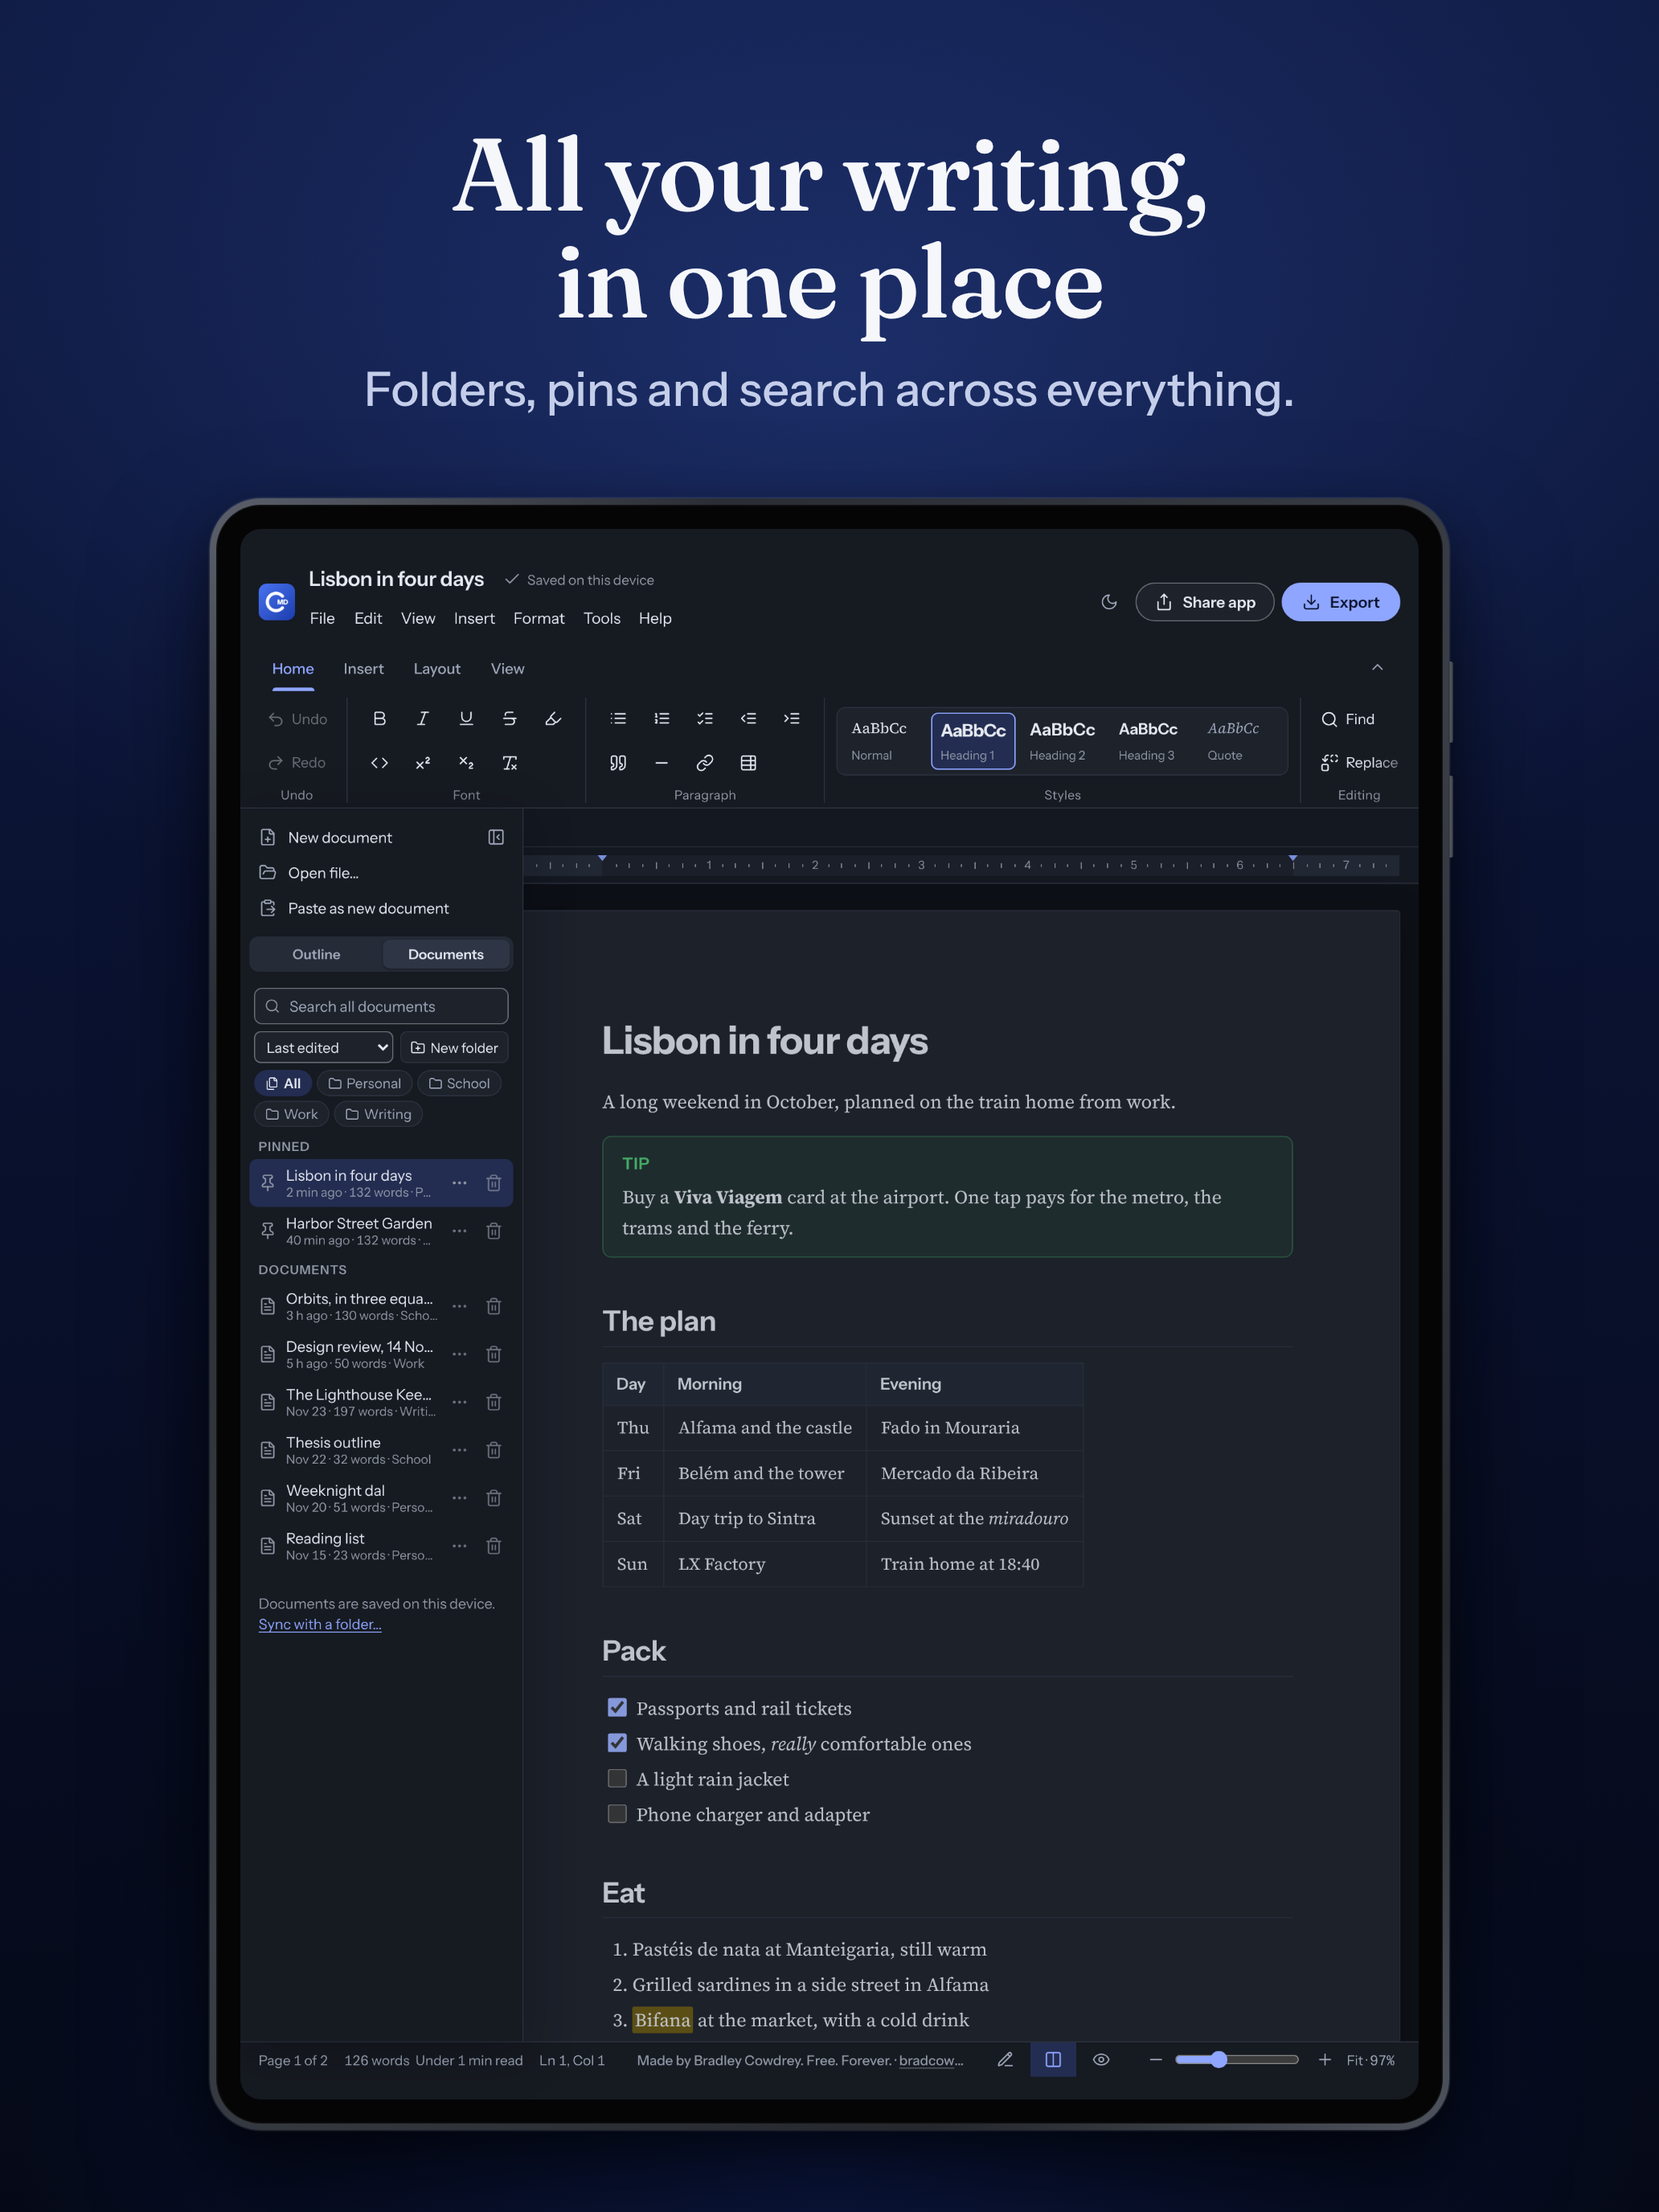 All your writing,
in one place
Folders, pins and search across everything.
Lisbon in four days
Saved on this device
MD
File Edit View Insert Format Tools Help
Share app
Export
Home Insert Layout View
Undo
Redo
Undo
Font
Paragraph
AaBbCc AaBbCc AaBbCc AaBbCc AaBbCc
Normal Heading 1 Heading 2 Heading 3 Quote
Styles
Find
Replace
Editing
New document
Open file...
Paste as new document
Outline Documents
Search all documents
Last edited
New folder
All Personal School
Work Writing
PINNED
Lisbon in four days
2 min ago · 132 words · P...
Harbor Street Garden
40 min ago · 132 words · ...
DOCUMENTS
Orbits, in three equa...
3 h ago · 130 words · Scho...
Design review, 14 No...
5 h ago · 50 words · Work
The Lighthouse Kee...
Nov 23 · 197 words · Writi...
Thesis outline
Nov 22 · 32 words · School
Weeknight dal
Nov 20 · 51 words · Perso...
Reading list
Nov 15 · 23 words · Perso...
Documents are saved on this device.
Sync with a folder...
1 2 3 4 5 6 7
Lisbon in four days
A long weekend in October, planned on the train home from work.
TIP
Buy a Viva Viagem card at the airport. One tap pays for the metro, the
trams and the ferry.
The plan
Day Morning Evening
Thu Alfama and the castle Fado in Mouraria
Fri Belém and the tower Mercado da Ribeira
Sat Day trip to Sintra Sunset at the miradouro
Sun LX Factory Train home at 18:40
Pack
Passports and rail tickets
Walking shoes, really comfortable ones
A light rain jacket
Phone charger and adapter
Eat
1. Pastéis de nata at Manteigaria, still warm
2. Grilled sardines in a side street in Alfama
3. Bifana at the market, with a cold drink
Page 1 of 2 126 words Under 1 min read Ln 1, Col 1 Made by Bradley Cowdrey. Free. Forever. · bradcow... Fit · 97%